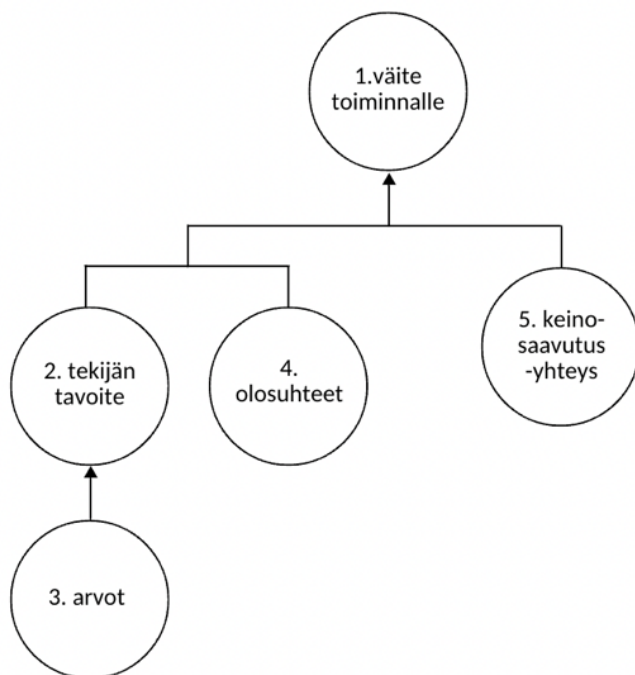 1.väite
toiminnalle
2. tekijän
tavoite
4.
olosuhteet
5. keino-
saavutus
-yhteys
3. arvot